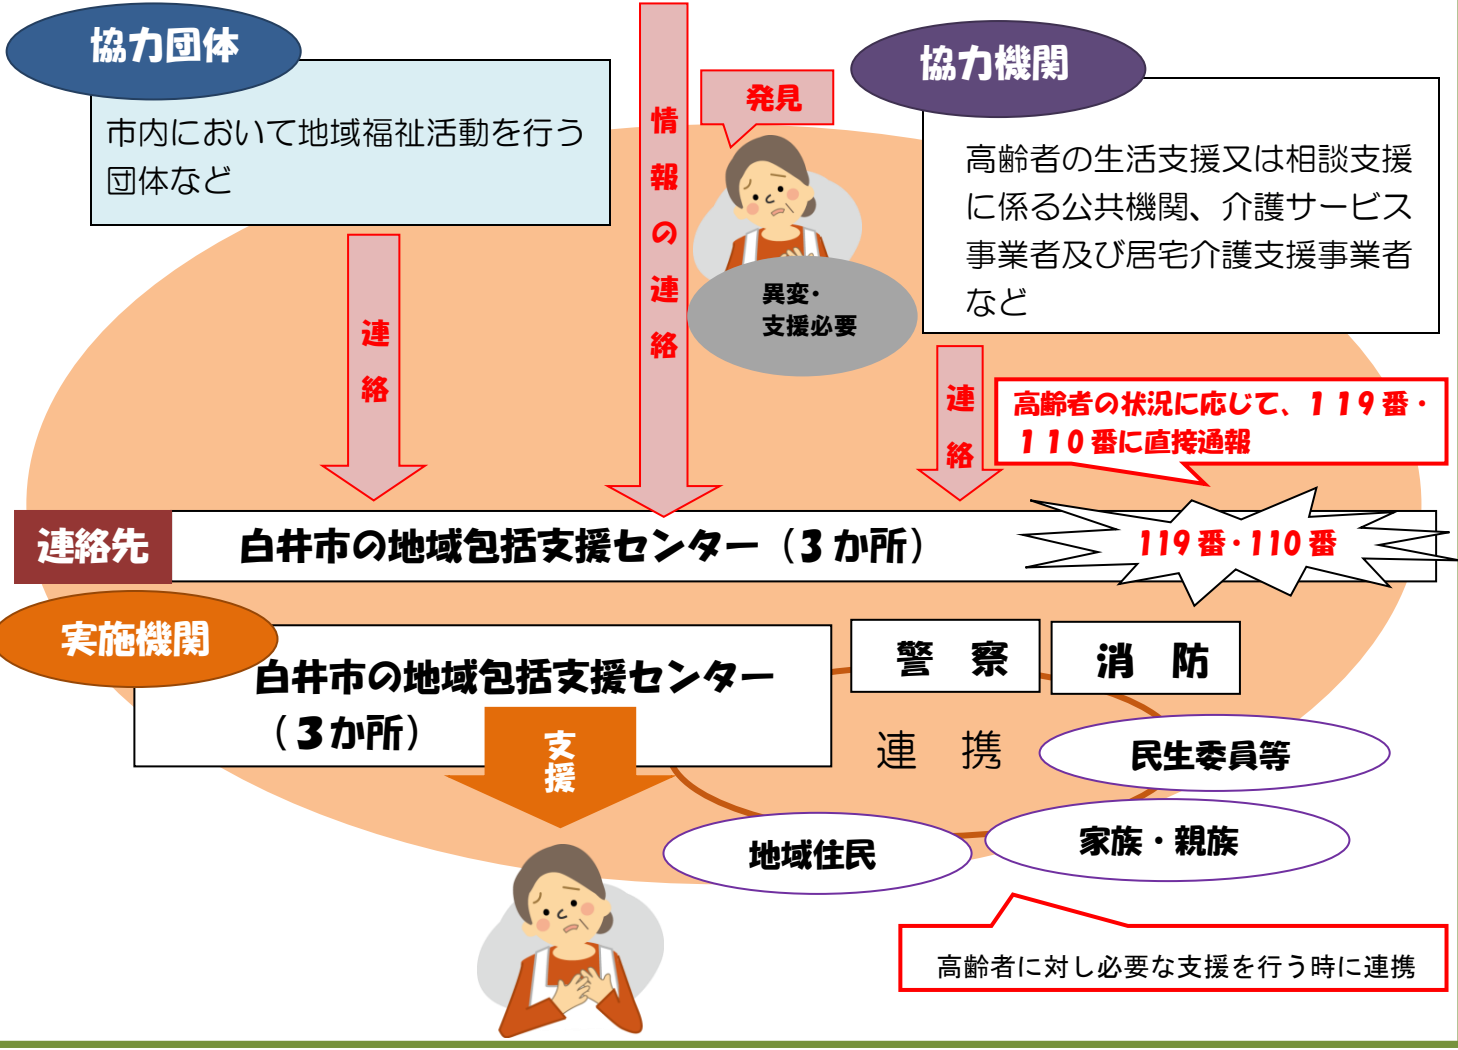 協力団体
市内において地域福祉活動を行う
団体など
情報の連絡
発見
協力機関
高齢者の生活支援又は相談支援
に係る公共機関、介護サービス
事業者及び居宅介護支援事業者
など
異変・
支援必要
連絡
連絡
高齢者の状況に応じて、１１９番・
１１０番に直接通報
連絡先
白井市の地域包括支援センター（３か所）
119番・110番
実施機関
白井市の地域包括支援センター
（３か所）
支援
警　察
消　防
連　携
民生委員等
家族・親族
地域住民
高齢者に対し必要な支援を行う時に連携